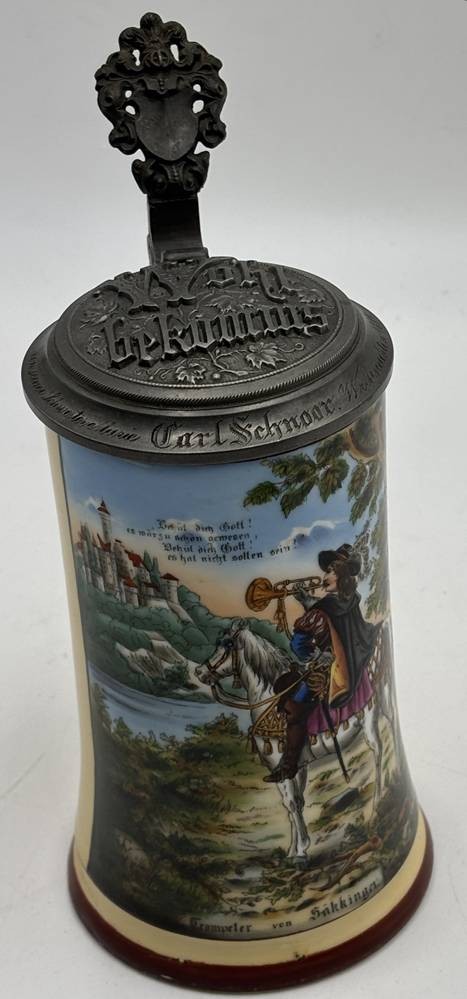 Wohl
bekomms
Carl Schnoor.
Behüt dich Gott!
es wär zu schön gewesen,
Behüt dich Gott!
es hat nicht sollen sein!
Trompeter von Säkkingen